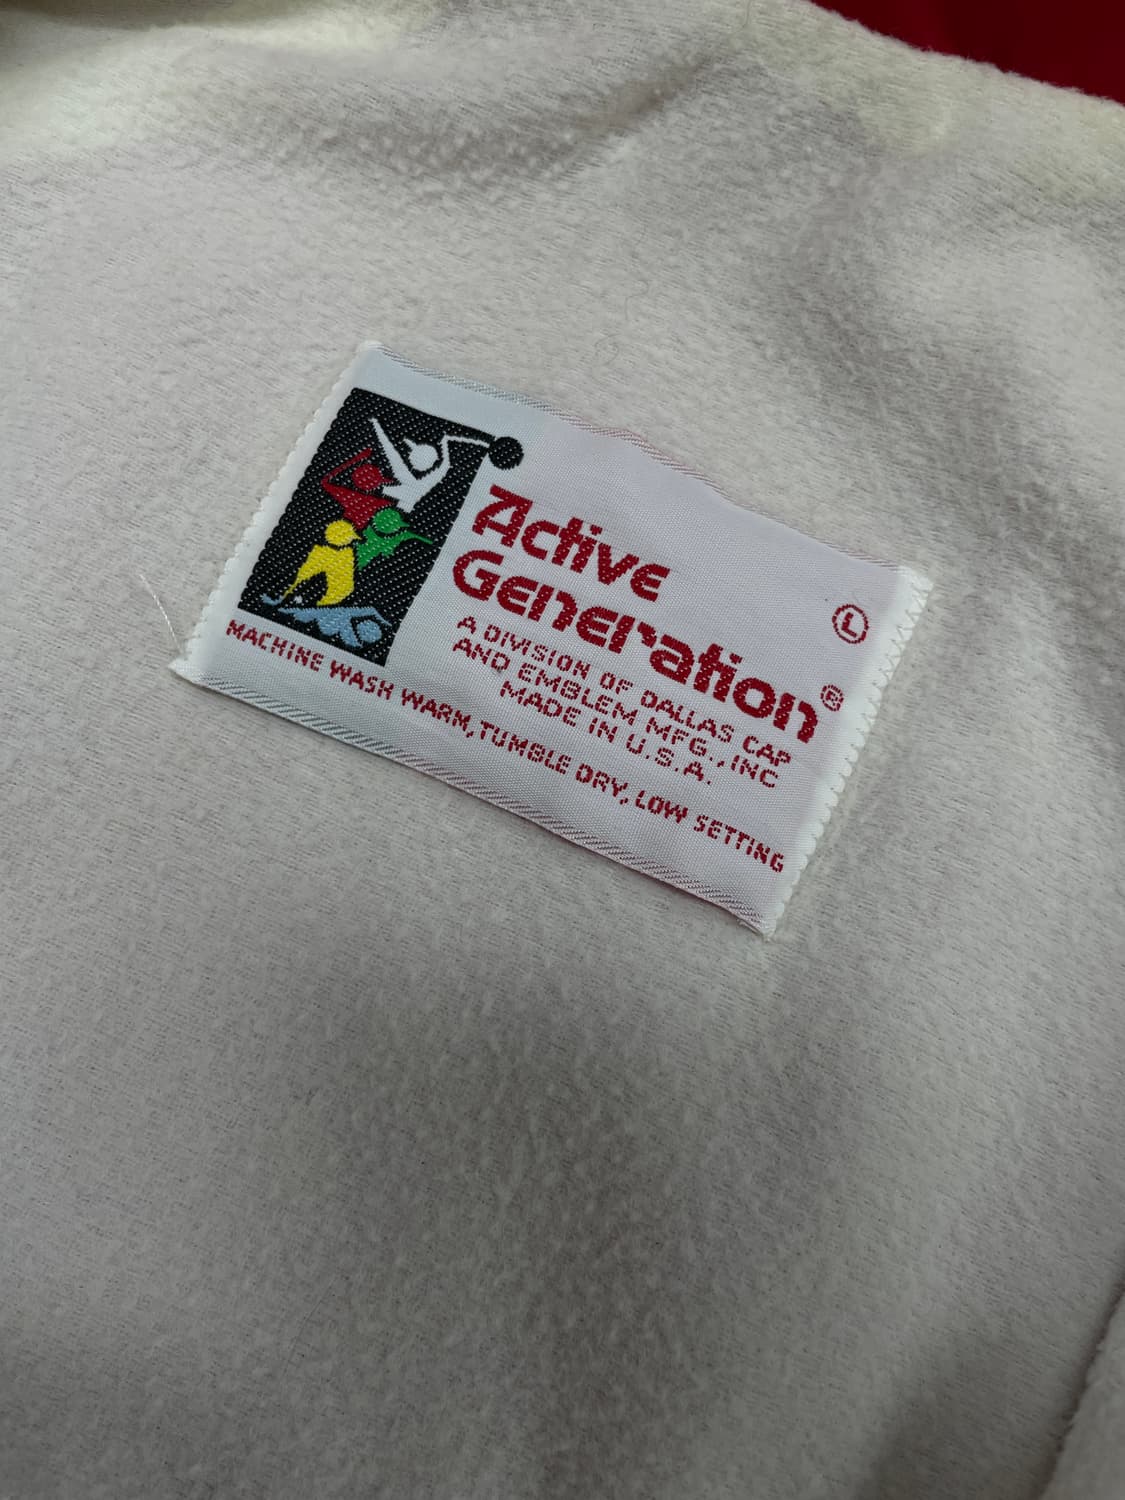 Active
Generation®
Ⓛ
A DIVISION OF DALLAS CAP
AND EMBLEM MFG., INC
MADE IN U.S.A.
MACHINE WASH WARM, TUMBLE DRY, LOW SETTING